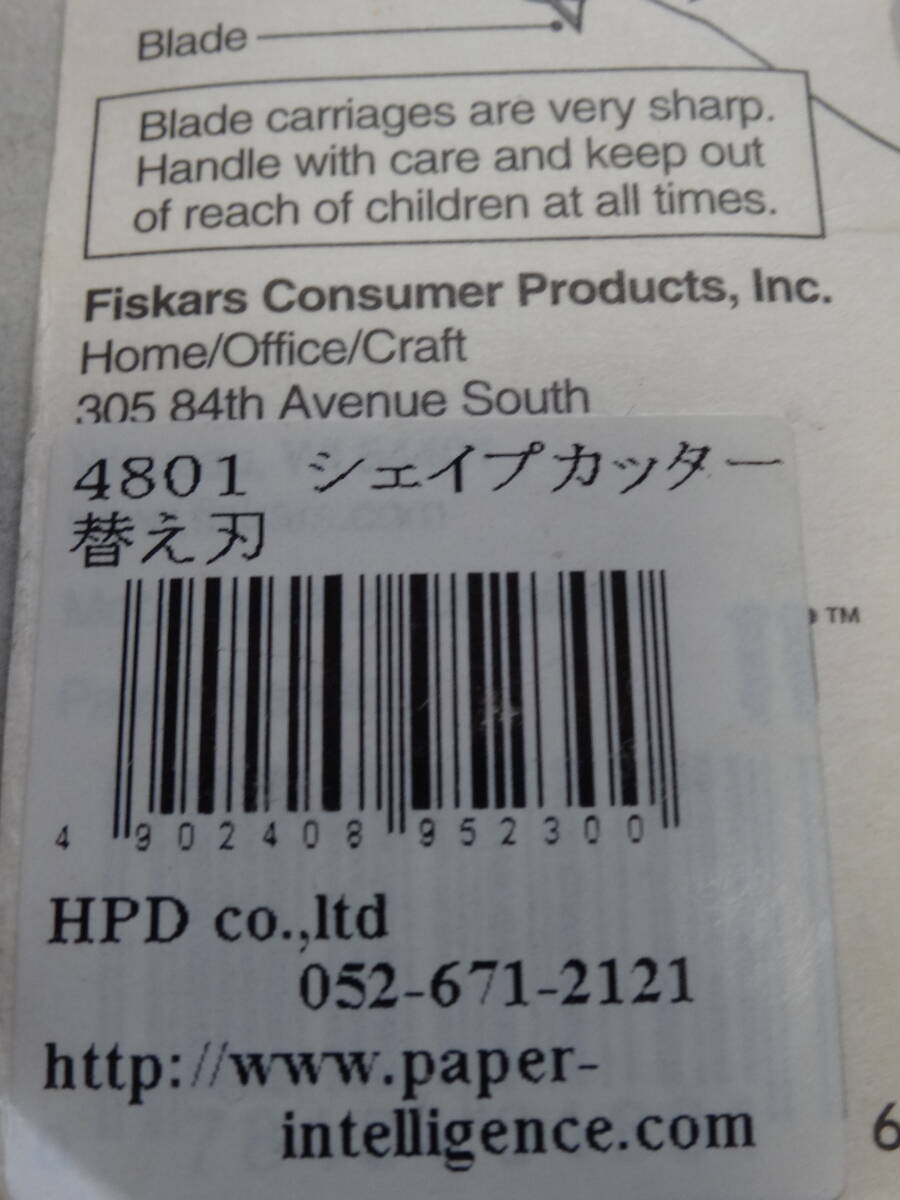 Blade
Blade carriages are very sharp.
Handle with care and keep out
of reach of children at all times.
Fiskars Consumer Products, Inc.
Home/Office/Craft
305 84th Avenue South
4801 シェイプカッター
替え刃
TM
4 902408 952300
HPD co.,ltd
052-671-2121
http://www.paper-
intelligence.com
6